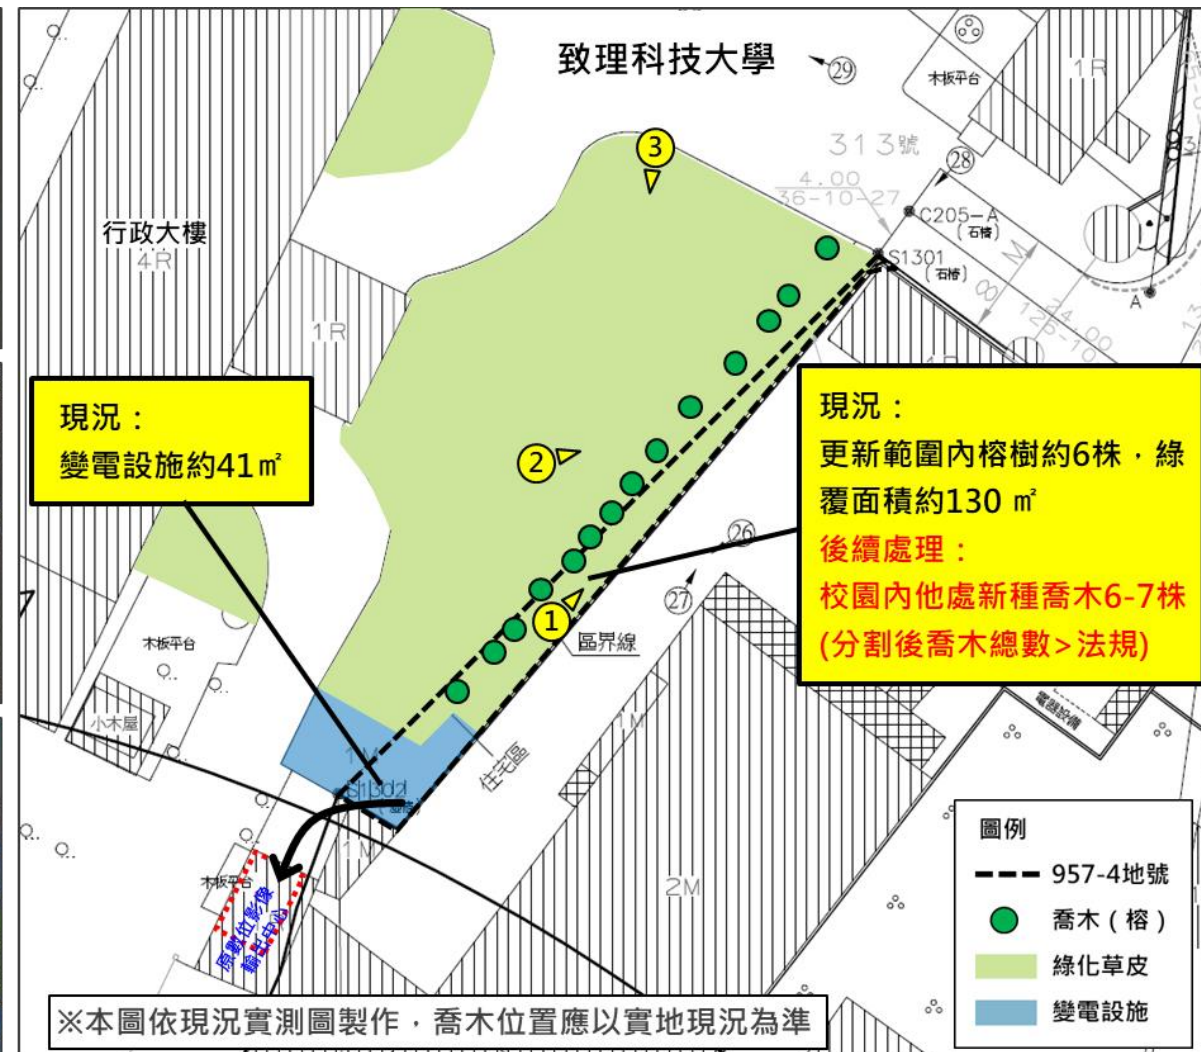 致理科技大學
29
木板平台
1R
313號
28
4.00
36-10-27
C205-A
(石樁)
S1301
(石樁)
M
8
A
24.00
行政大樓
4R
1R
3
2
1
現況：
變電設施約41㎡
現況：
更新範圍內榕樹約6株，綠
覆面積約130 ㎡
後續處理：
校園內他處新種喬木6-7株
(分割後喬木總數>法規)
26
27
區界線
木板平台
小木屋
電器設備
1M
住宅區
1M
木板平台
1M
2M
原數位影像
輸出中心
圖例
957-4地號
喬木（榕）
綠化草皮
變電設施
※本圖依現況實測圖製作，喬木位置應以實地現況為準